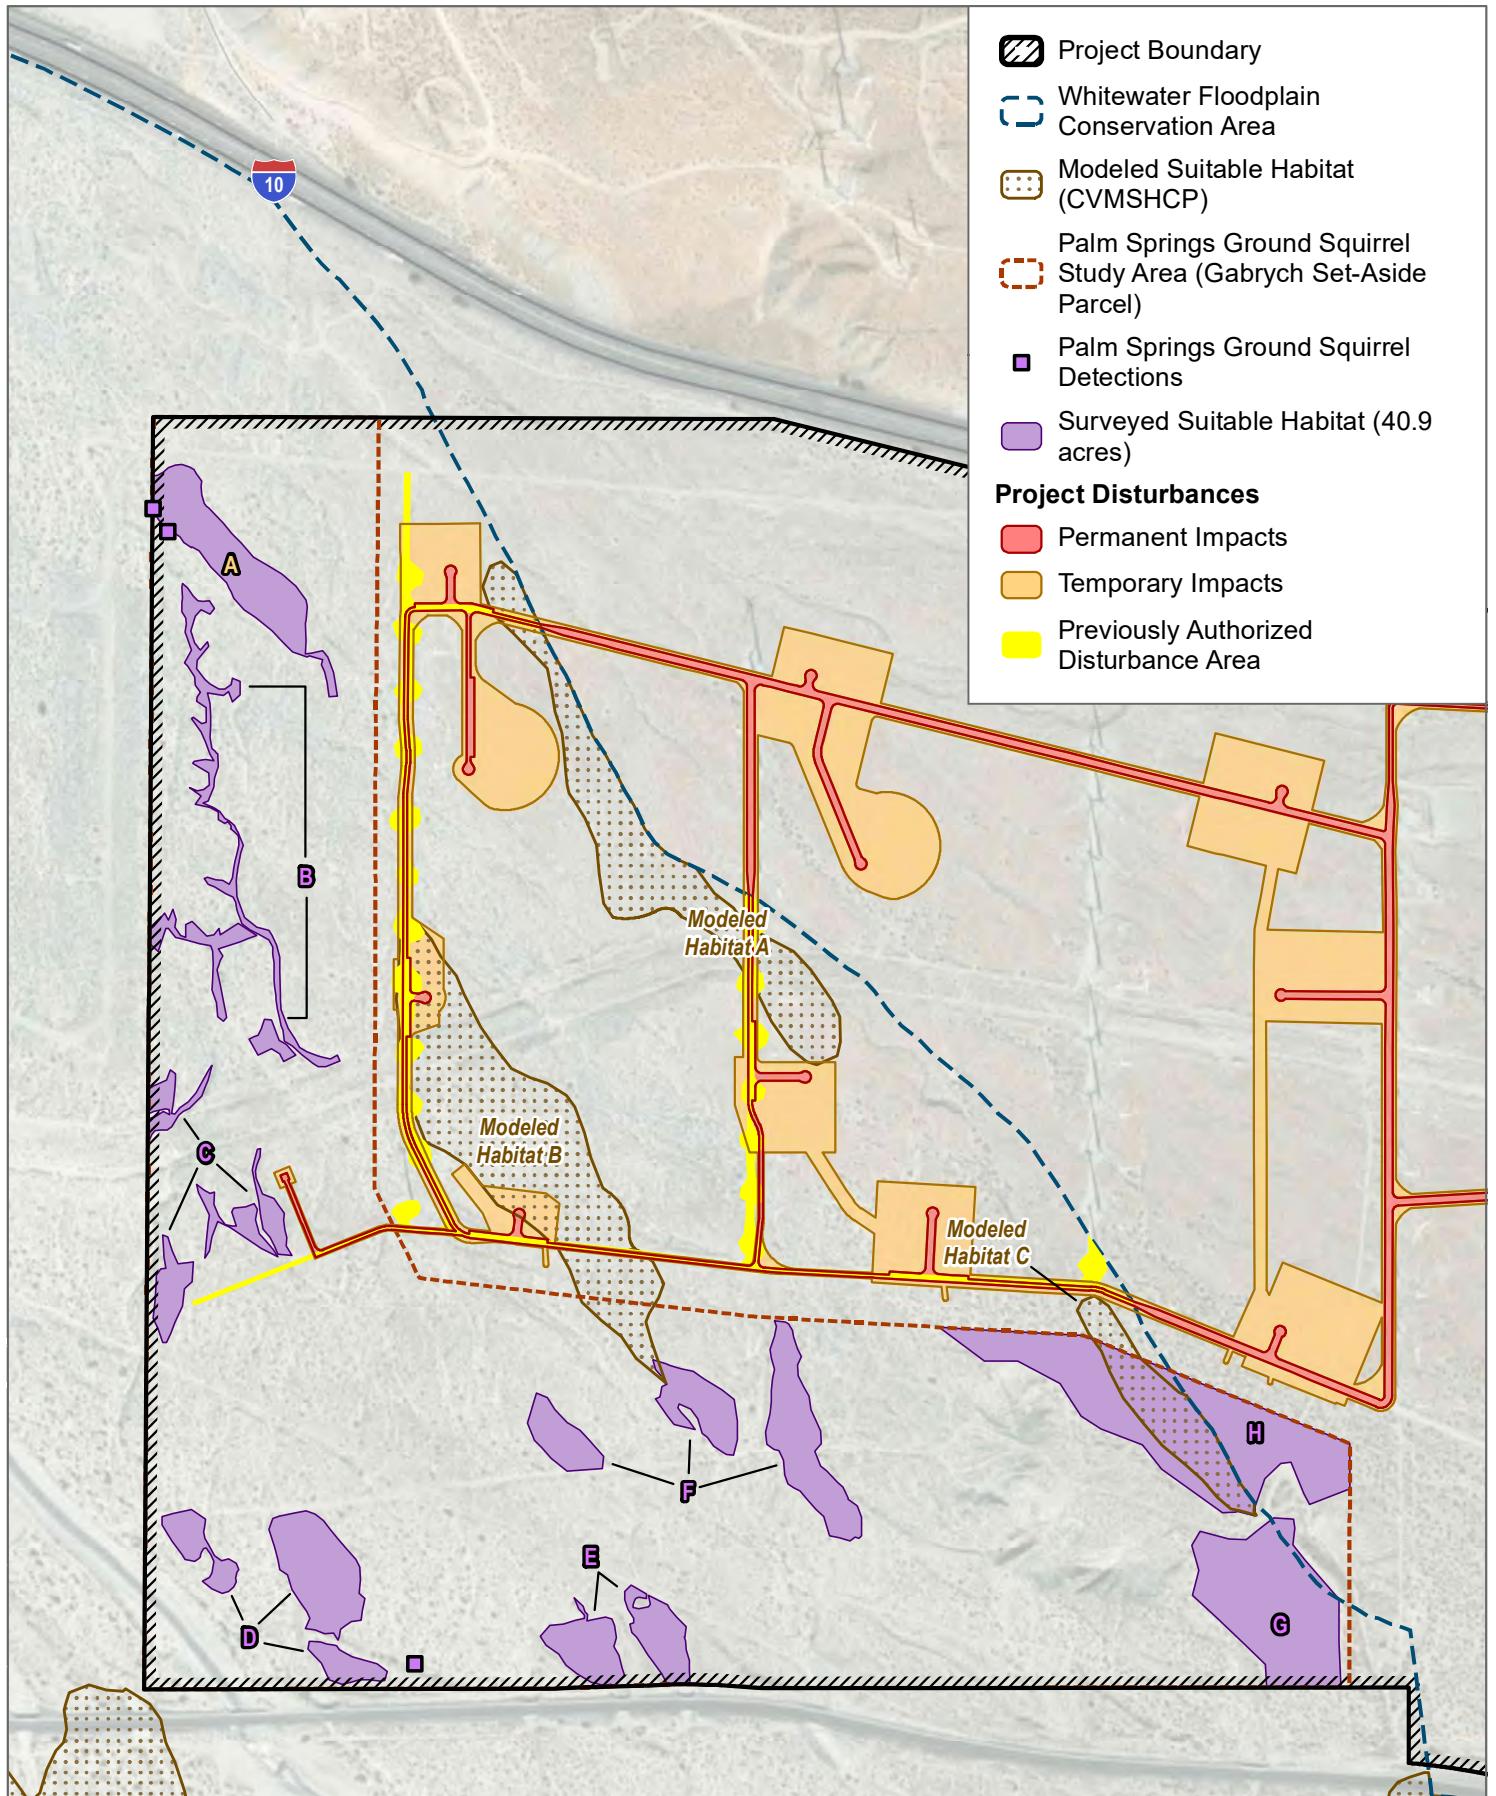 Project Boundary
Whitewater Floodplain
Conservation Area
Modeled Suitable Habitat
(CVMSHCP)
Palm Springs Ground Squirrel
Study Area (Gabrych Set-Aside
Parcel)
Palm Springs Ground Squirrel
Detections
Surveyed Suitable Habitat (40.9
acres)
Project Disturbances
Permanent Impacts
Temporary Impacts
Previously Authorized
Disturbance Area
10
A
B
Modeled
Habitat A
Modeled
Habitat B
C
Modeled
Habitat C
H
F
E
G
D